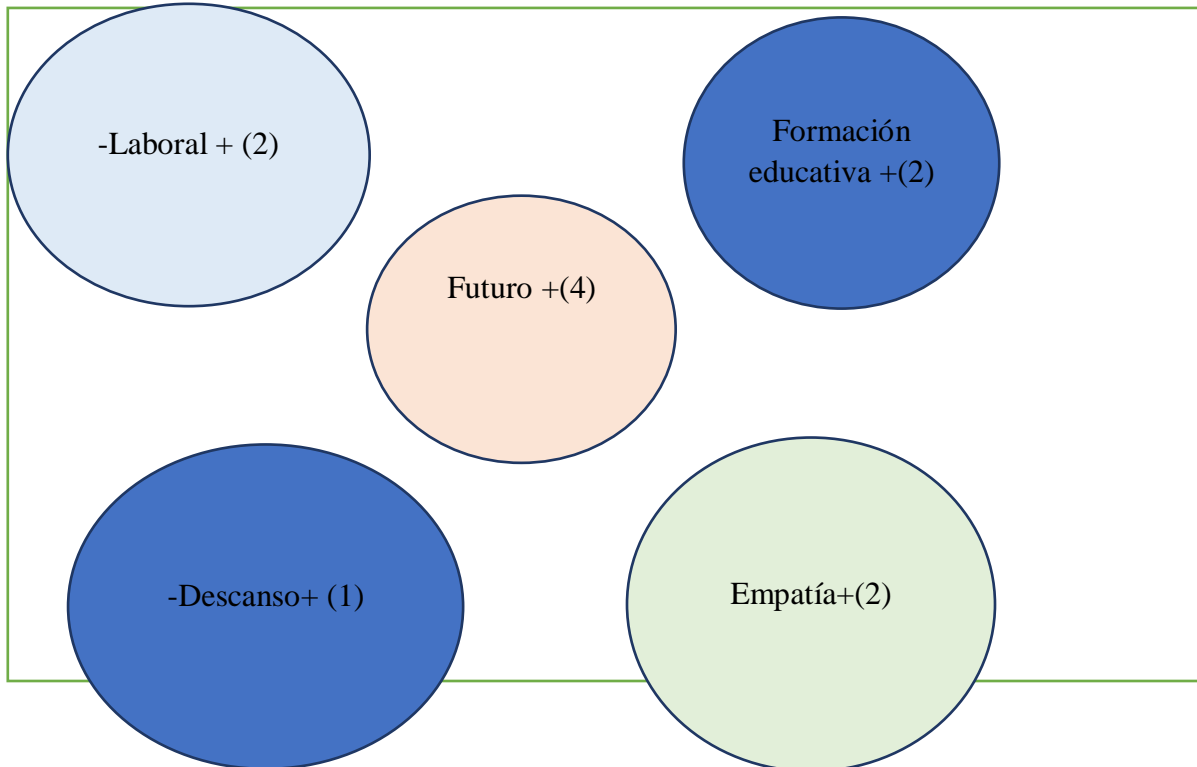 -Laboral + (2)
Formación
educativa +(2)
Futuro +(4)
-Descanso+ (1)
Empatía+(2)